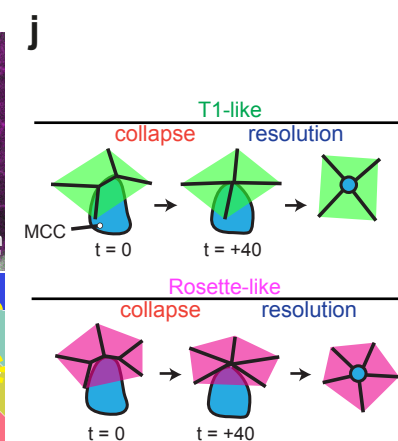 j
T1-like
collapse resolution
MCC
t = 0 t = +40
Rosette-like
collapse resolution
t = 0 t = +40